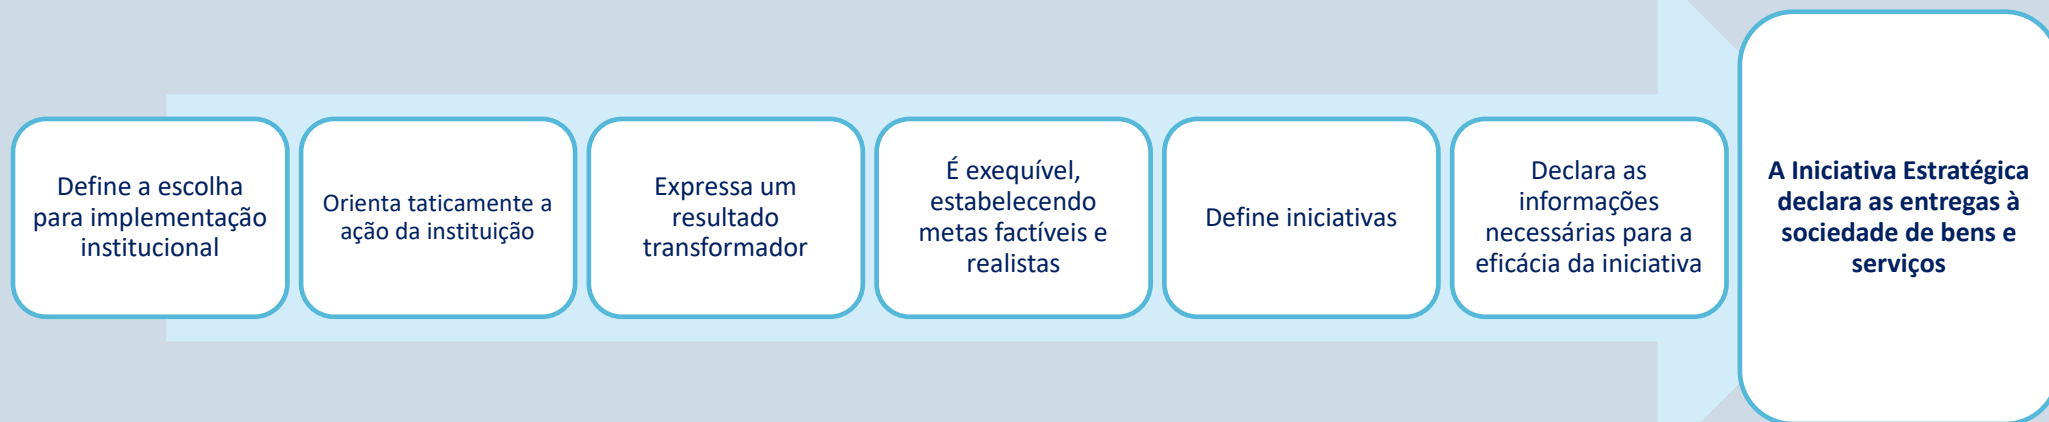 Define a escolha
para implementação
institucional
Orienta taticamente a
ação da instituição
Expressa um
resultado
transformador
É exequível,
estabelecendo
metas factíveis e
realistas
Define iniciativas
Declara as
informações
necessárias para a
eficácia da iniciativa
A Iniciativa Estratégica
declara as entregas à
sociedade de bens e
serviços